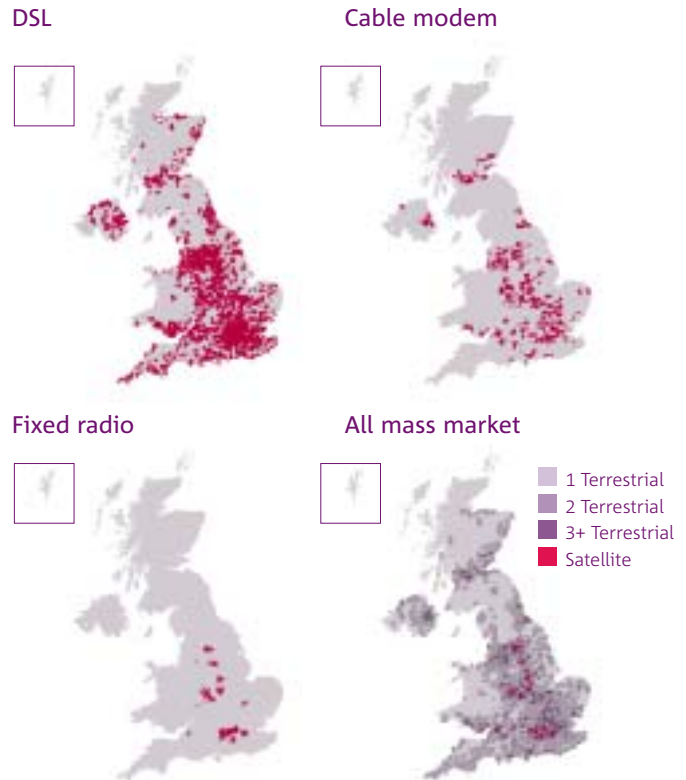 DSL
Cable modem
Fixed radio
All mass market
1 Terrestrial
2 Terrestrial
3+ Terrestrial
Satellite